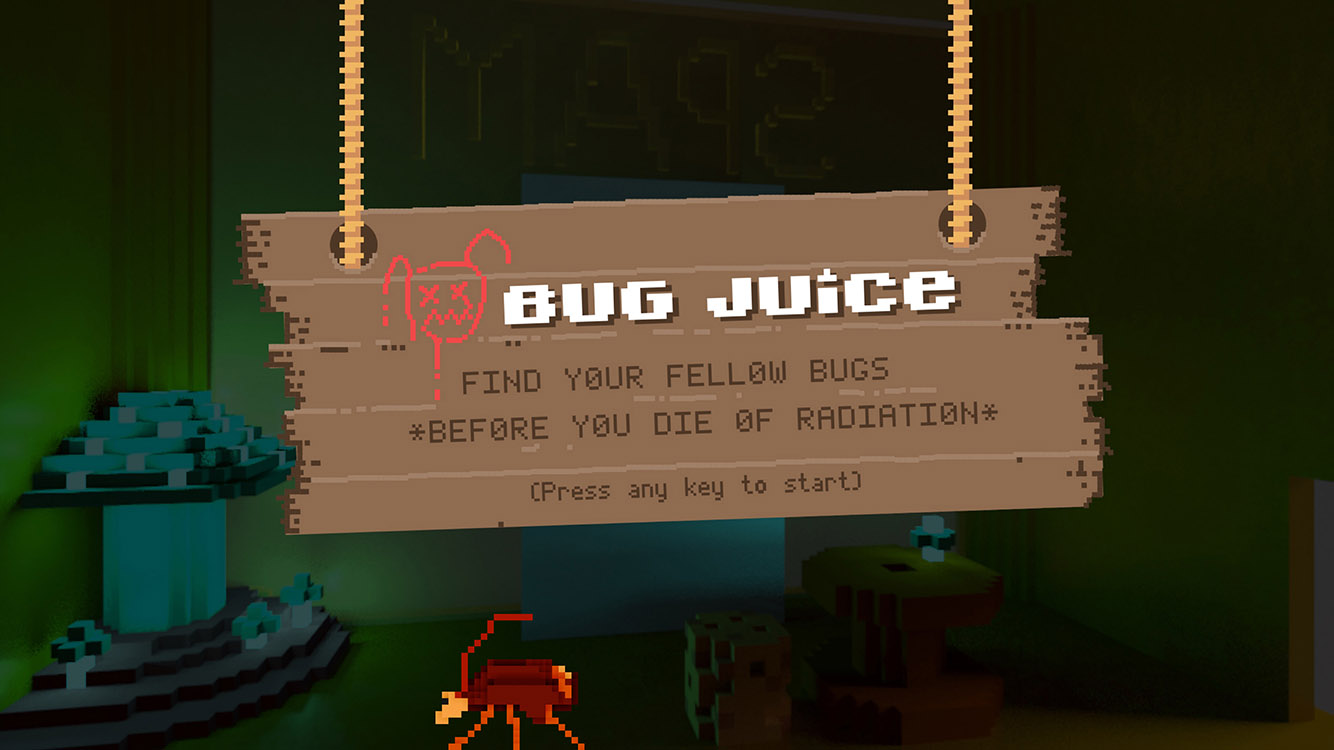 BUG JUiCE
FIND Y0UR FELL0W BUGS
*BEF0RE Y0U DIE 0F RADIATI0N*
(Press any key to start)